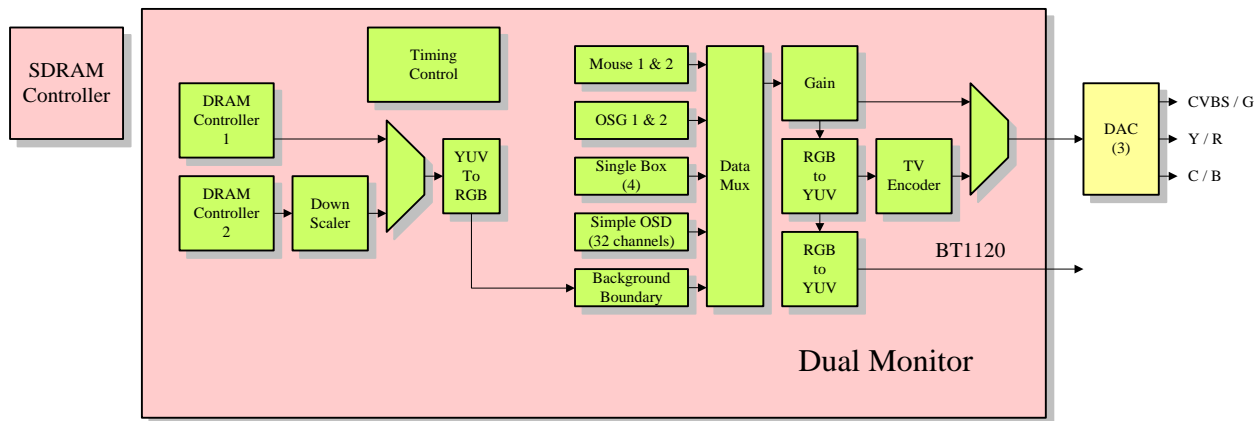 SDRAM
Controller
Timing
Control
DRAM
Controller
1
DRAM
Controller
2
Down
Scaler
YUV
To
RGB
Mouse 1 & 2
OSG 1 & 2
Single Box
(4)
Simple OSD
(32 channels)
Background
Boundary
Data
Mux
Gain
RGB
to
YUV
TV
Encoder
RGB
to
YUV
BT1120
Dual Monitor
DAC
(3)
CVBS / G
Y / R
C / B